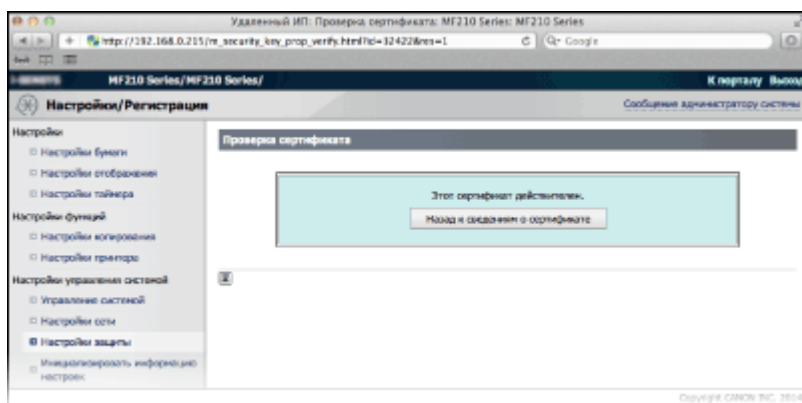 Удаленный ИП: Проверка сертификата: MF210 Series: MF210 Series
http://192.168.0.215/m_security_key_prop_verify.html?id=32422&res=1
Google
MF210 Series/MF210 Series/
К порталу Выход
Настройки/Регистрация
Сообщение администратору системы
Настройки
Настройки бумаги
Настройки отображения
Настройки таймера
Настройки функций
Настройки копирования
Настройки принтера
Настройки управления системой
Управление системой
Настройки сети
Настройки защиты
Инициализировать информацию
настроек
Проверка сертификата
Этот сертификат действителен.
Назад к сведениям о сертификате
Copyright CANON INC. 2014